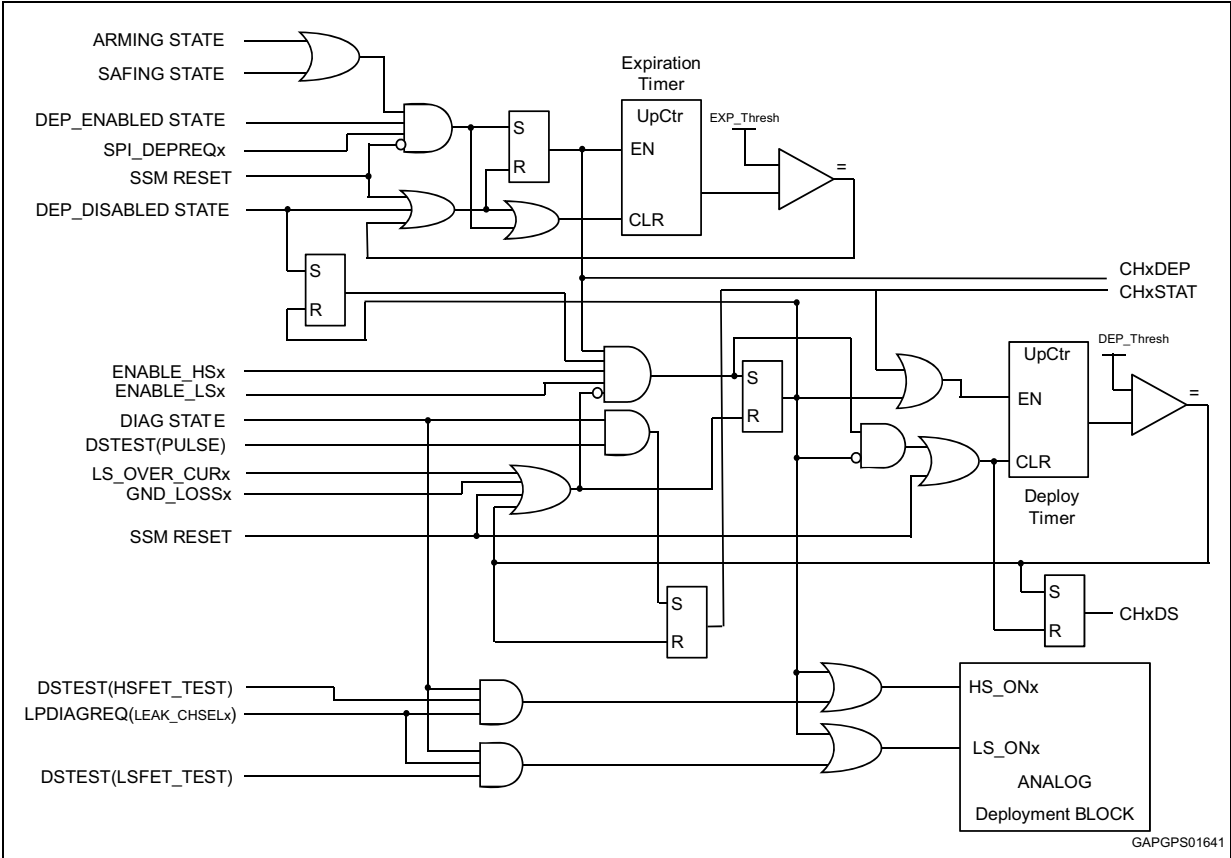 ARMING STATE
SAFING STATE
DEP_ENABLED STATE
SPI_DEPREQx
SSM RESET
DEP_DISABLED STATE
Expiration
Timer
UpCtr
EN
CLR
S
R
EXP_Thresh
=
S
R
CHxDEP
CHxSTAT
ENABLE_HSx
ENABLE_LSx
DIAG STATE
DSTEST(PULSE)
LS_OVER_CURx
GND_LOSSx
SSM RESET
S
R
UpCtr
EN
CLR
Deploy
Timer
DEP_Thresh
=
S
R
S
R
CHxDS
DSTEST(HSFET_TEST)
LPDIAGREQ(LEAK_CHSELx)
DSTEST(LSFET_TEST)
HS_ONx
LS_ONx
ANALOG
Deployment BLOCK
GAPGPS01641